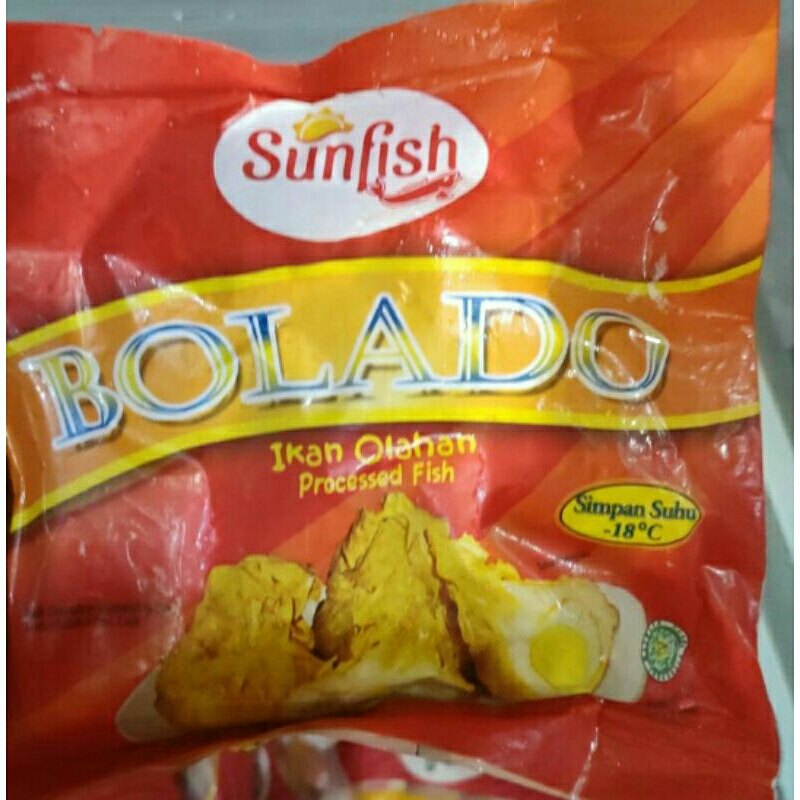 Sunfish
BOLADO
Ikan Olahan
Processed Fish
Simpan Suhu
-18°C